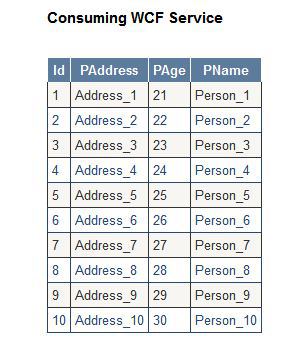 Consuming WCF Service
Id PAddress PAge PName
1 Address_1 21 Person_1
2 Address_2 22 Person_2
3 Address_3 23 Person_3
4 Address_4 24 Person_4
5 Address_5 25 Person_5
6 Address_6 26 Person_6
7 Address_7 27 Person_7
8 Address_8 28 Person_8
9 Address_9 29 Person_9
10 Address_10 30 Person_10